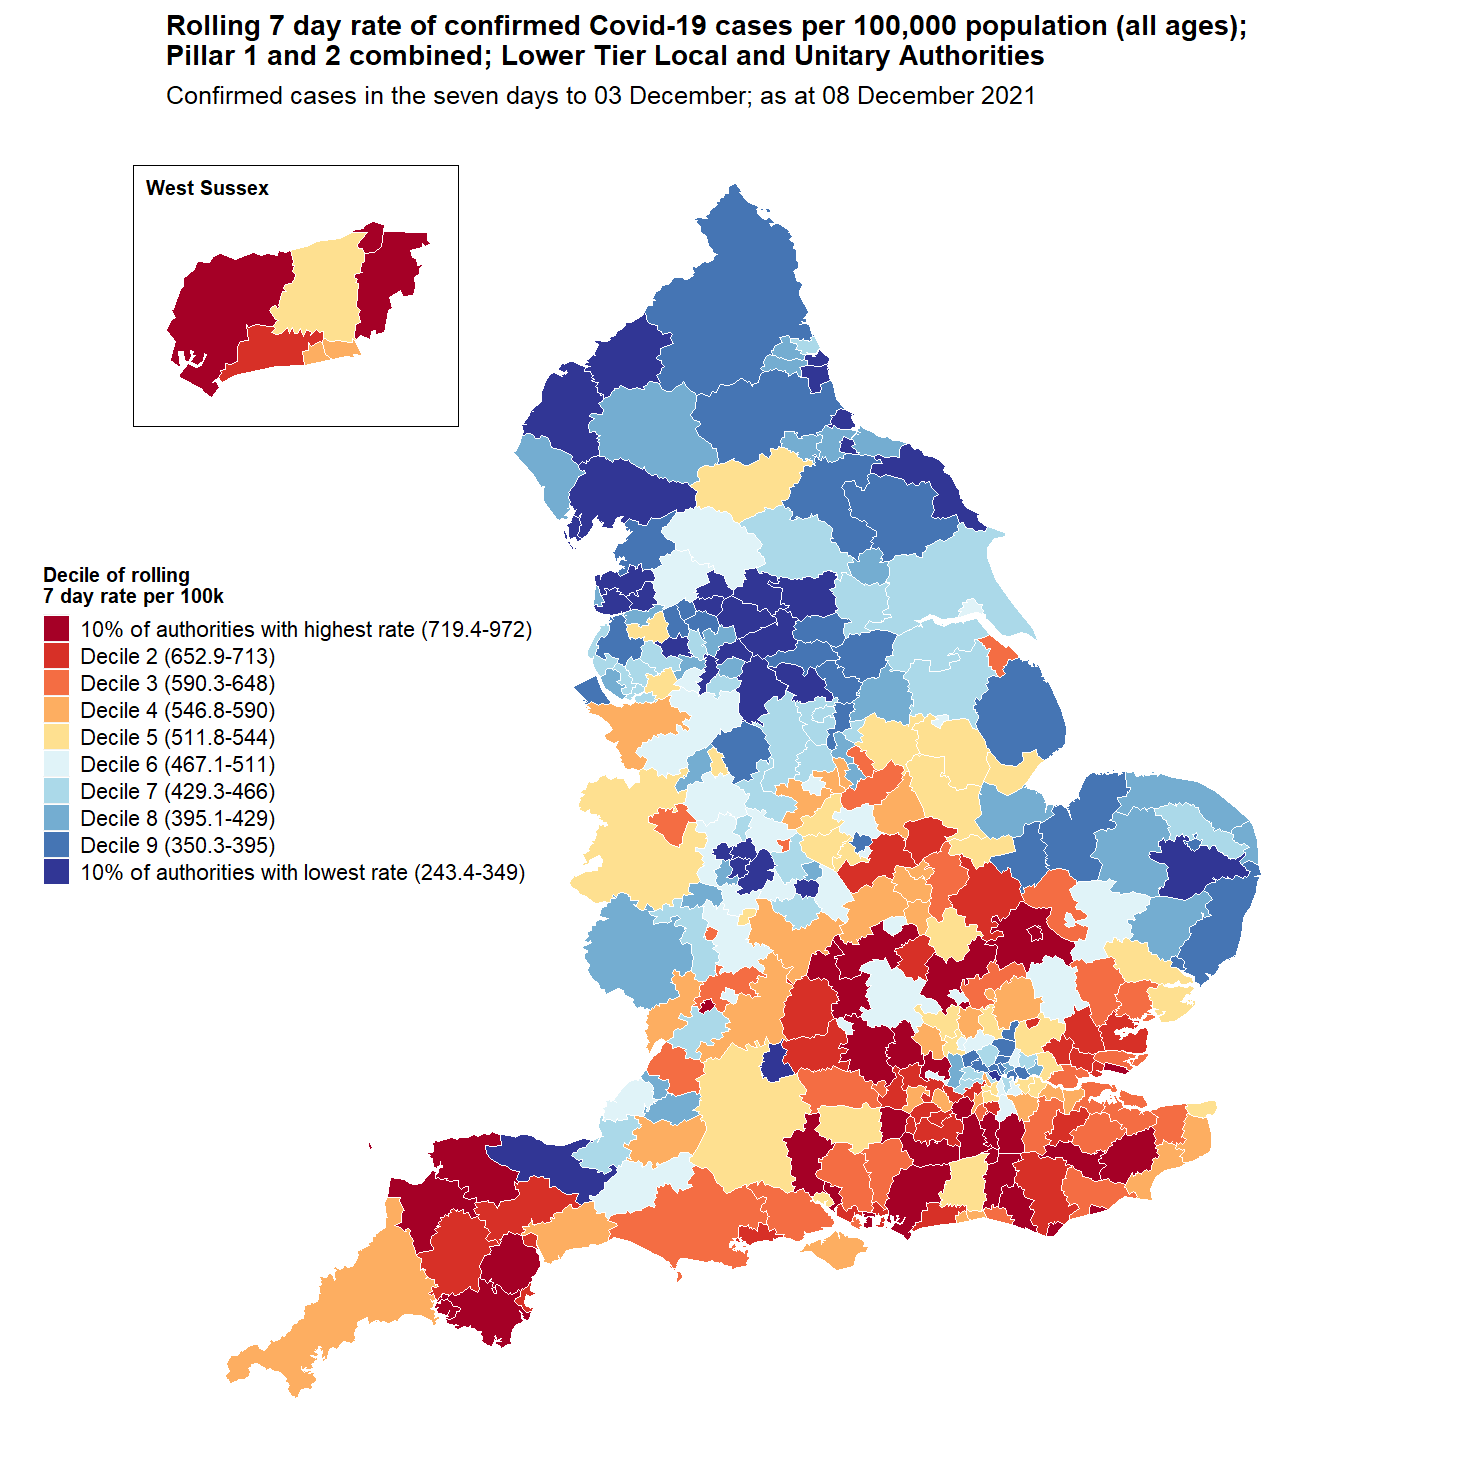 Rolling 7 day rate of confirmed Covid-19 cases per 100,000 population (all ages);
Pillar 1 and 2 combined; Lower Tier Local and Unitary Authorities
Confirmed cases in the seven days to 03 December; as at 08 December 2021
West Sussex
Decile of rolling
7 day rate per 100k
10% of authorities with highest rate (719.4-972)
Decile 2 (652.9-713)
Decile 3 (590.3-648)
Decile 4 (546.8-590)
Decile 5 (511.8-544)
Decile 6 (467.1-511)
Decile 7 (429.3-466)
Decile 8 (395.1-429)
Decile 9 (350.3-395)
10% of authorities with lowest rate (243.4-349)